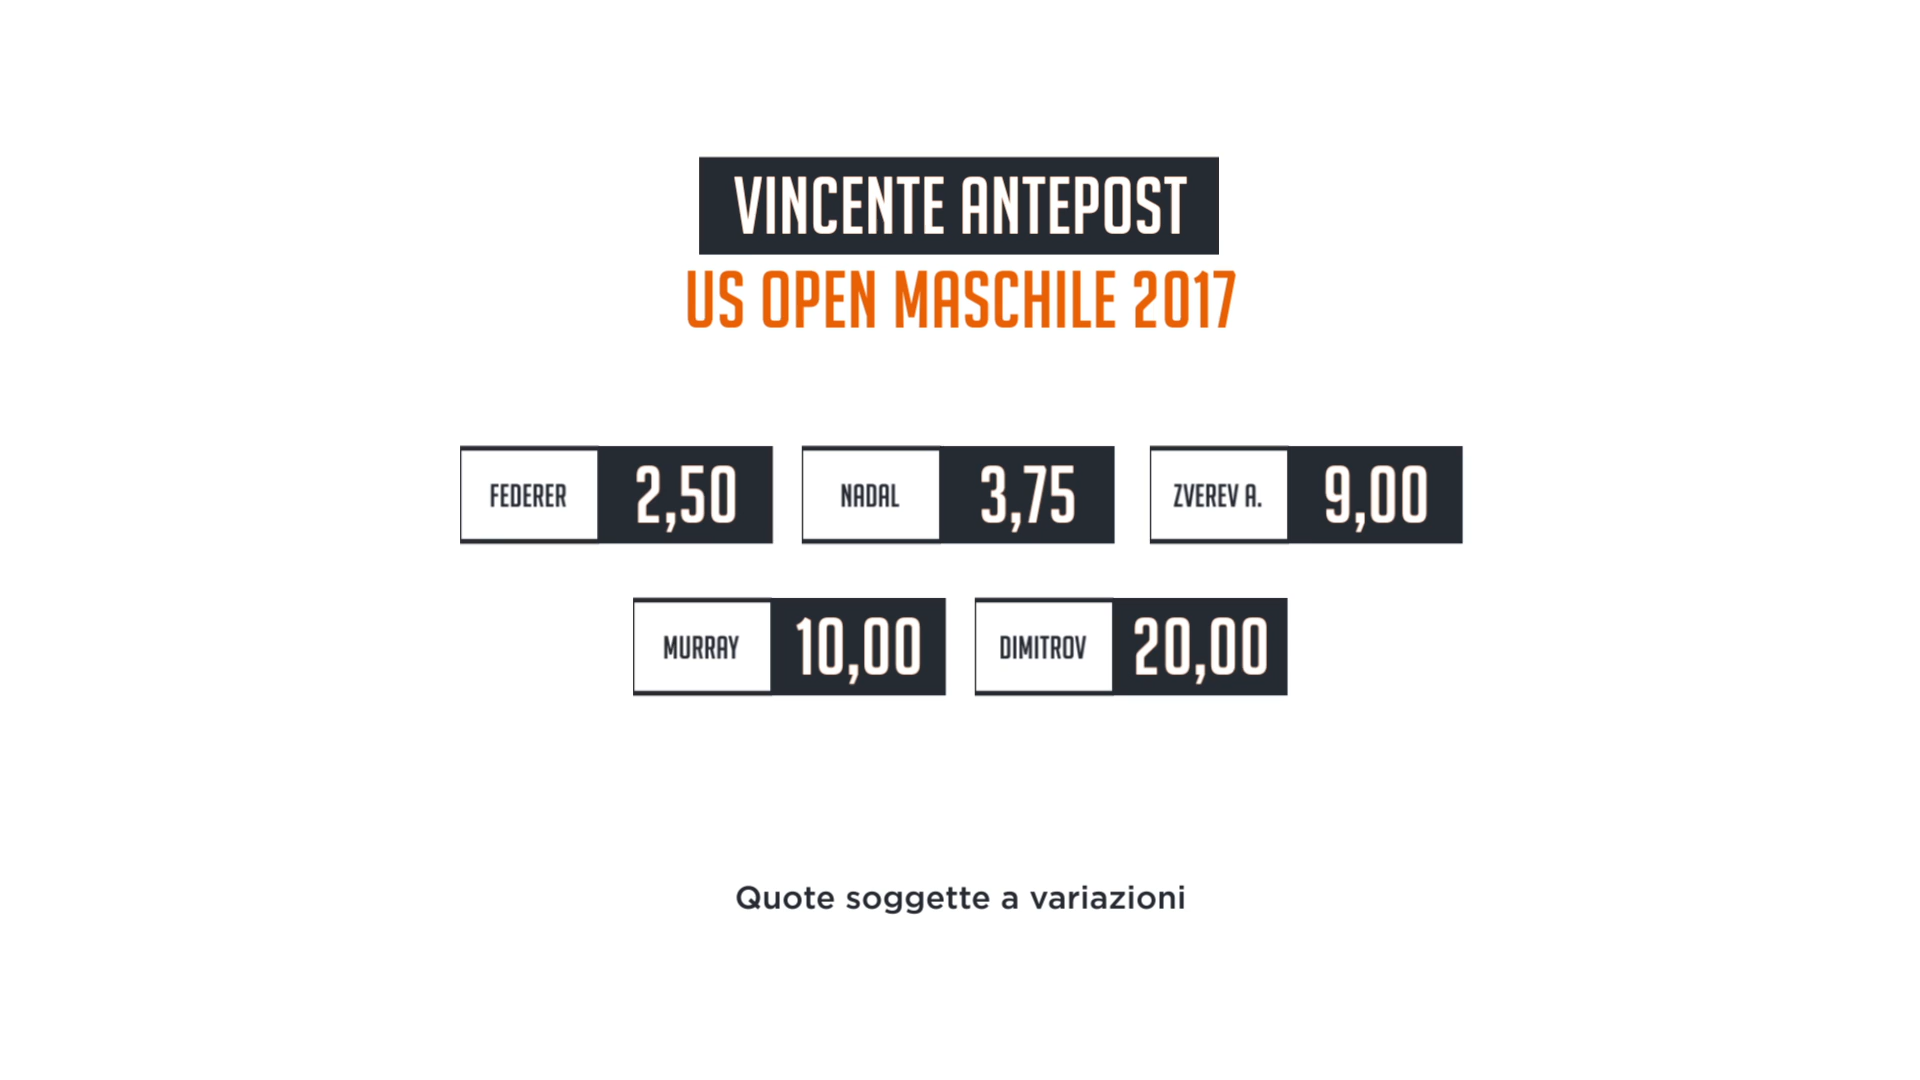 VINCENTE ANTEPOST
US OPEN MASCHILE 2017
FEDERER 2,50 NADAL 3,75 ZVEREV A. 9,00
MURRAY 10,00 DIMITROV 20,00
Quote soggette a variazioni